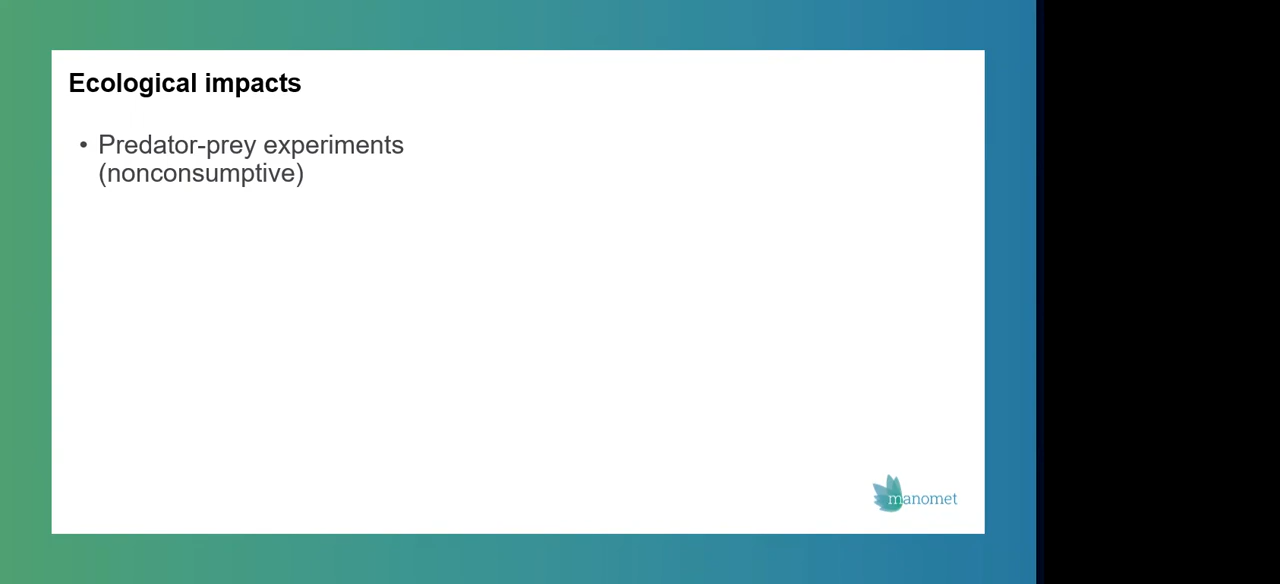 Ecological impacts
• Predator-prey experiments
(nonconsumptive)
manomet